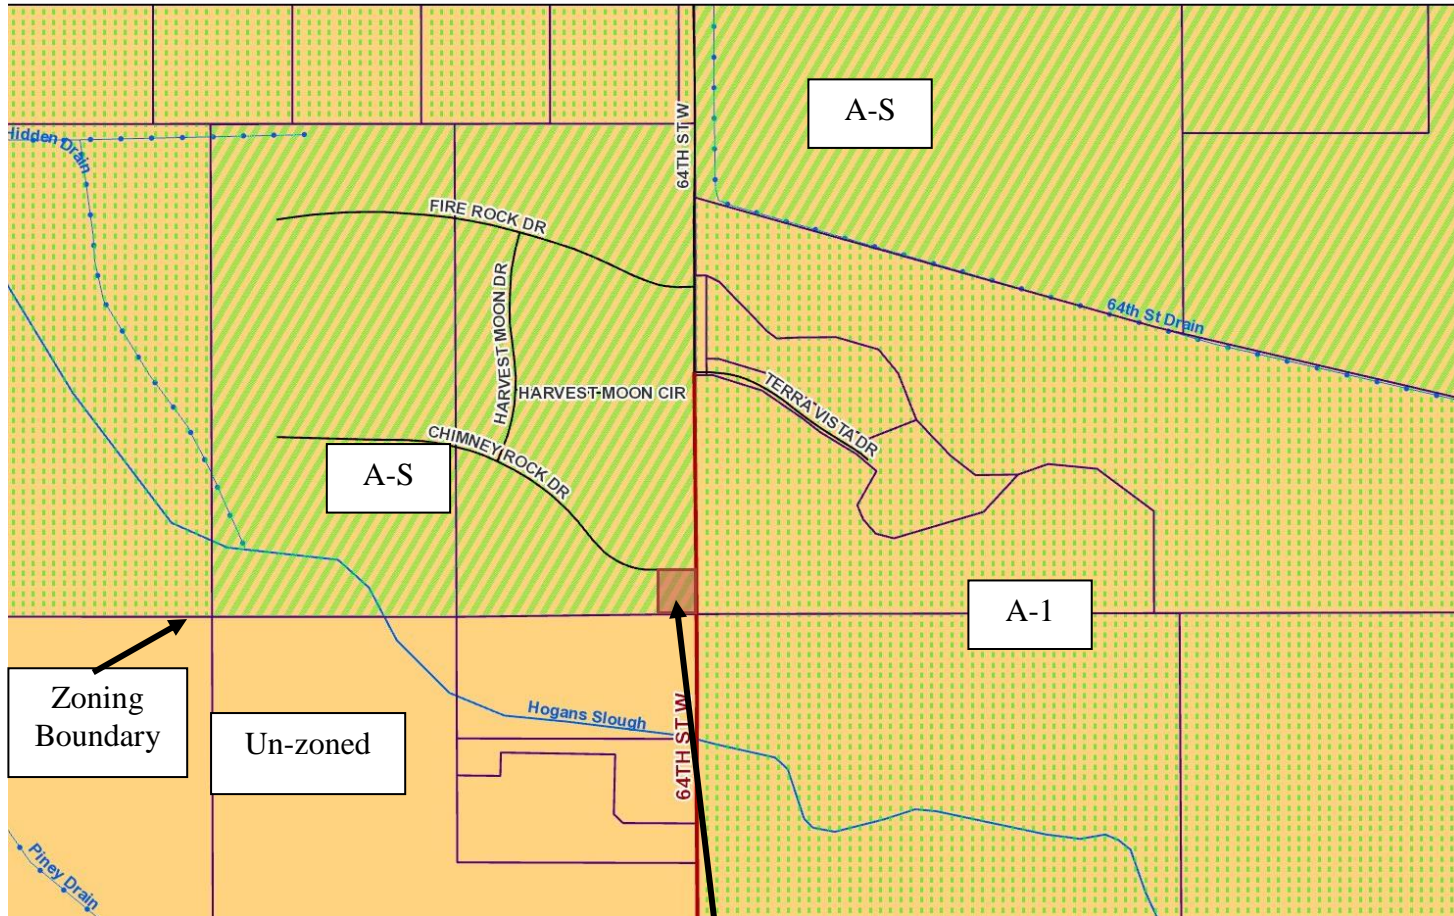 A-S
64TH ST W
Hidden Drain
FIRE ROCK DR
HARVEST MOON DR
64th St Drain
HARVEST MOON CIR
TERRA VISTA DR
CHIMNEY ROCK DR
A-S
A-1
Zoning
Boundary
Un-zoned
Hogans Slough
64TH ST W
Piney Drain